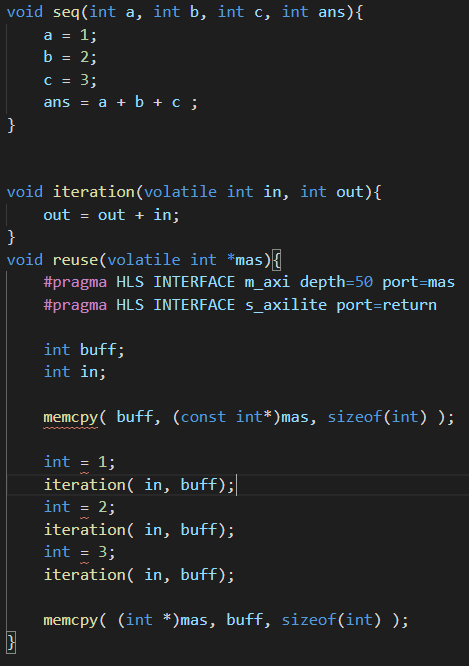 void seq(int a, int b, int c, int ans){
    a = 1;
    b = 2;
    c = 3;
    ans = a + b + c ;
}
void iteration(volatile int in, int out){
    out = out + in;
}
void reuse(volatile int *mas){
    #pragma HLS INTERFACE m_axi depth=50 port=mas
    #pragma HLS INTERFACE s_axilite port=return
    int buff;
    int in;
    memcpy( buff, (const int*)mas, sizeof(int) );
    int = 1;
    iteration( in, buff);
    int = 2;
    iteration( in, buff);
    int = 3;
    iteration( in, buff);
    memcpy( (int *)mas, buff, sizeof(int) );
}